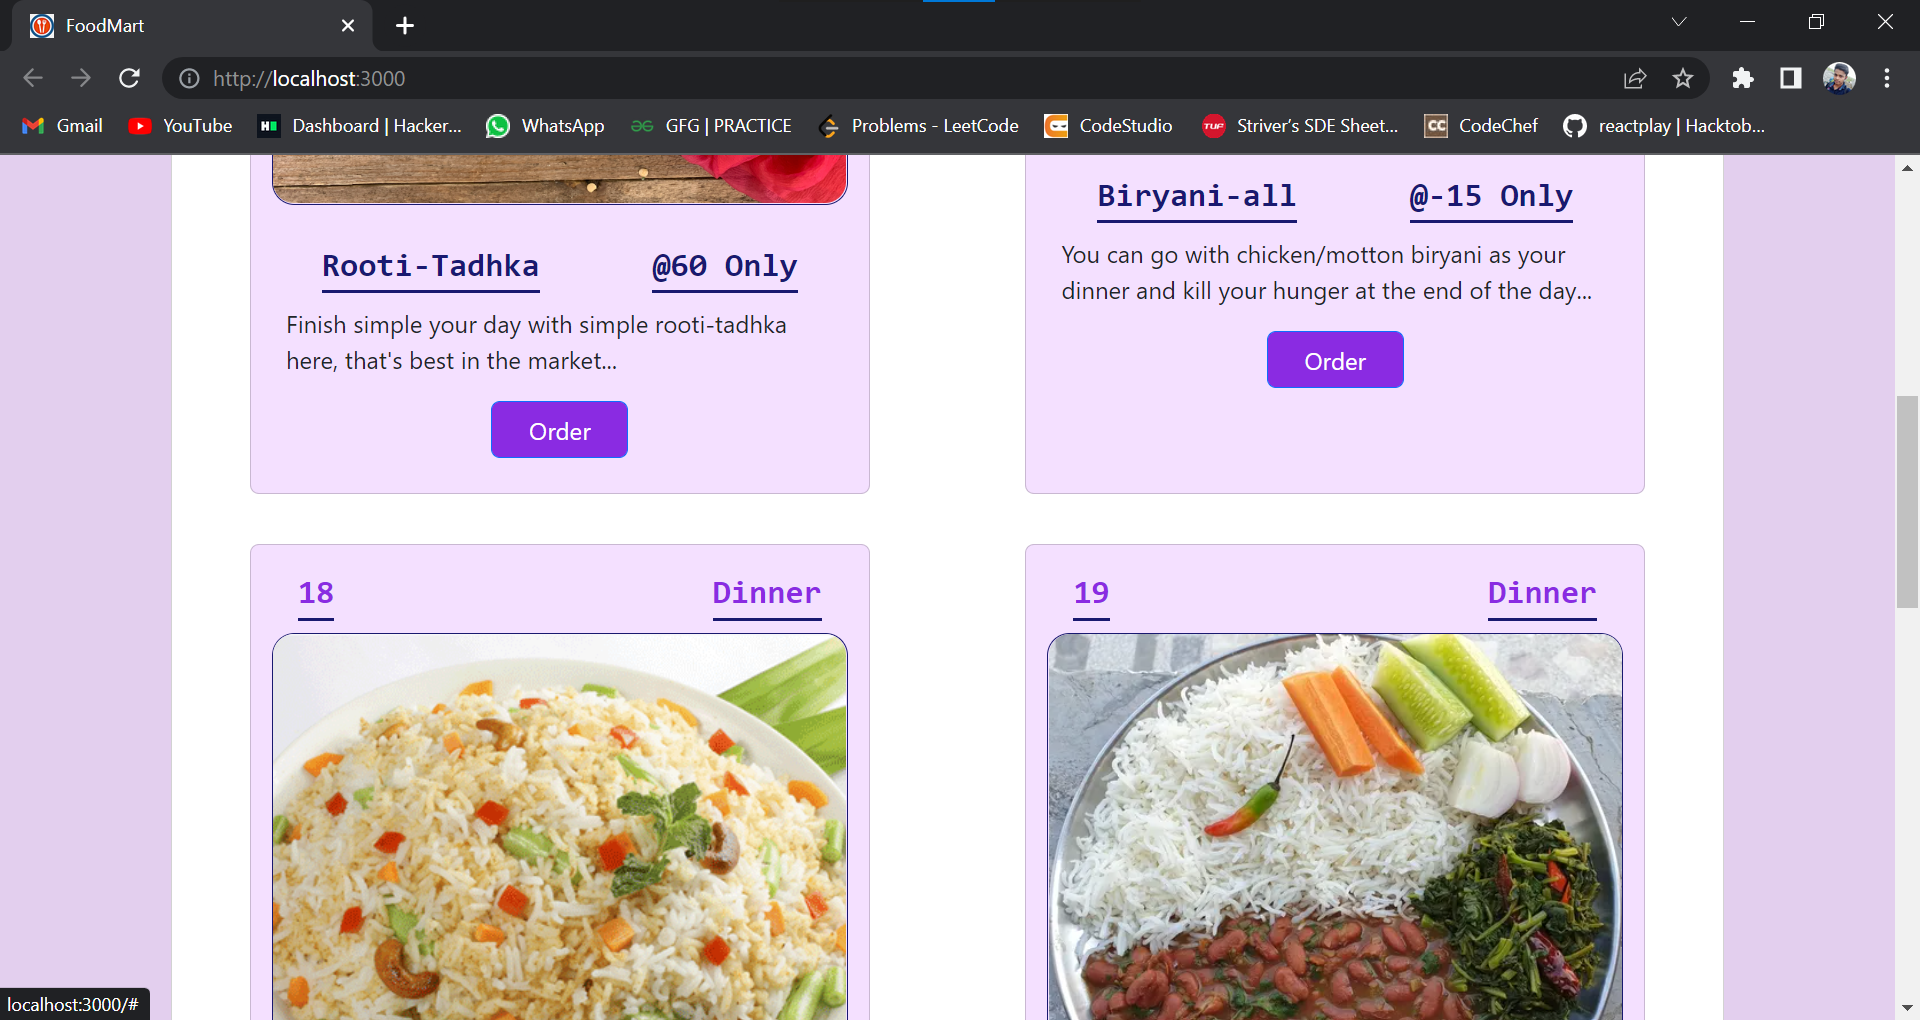 FoodMart
http://localhost:3000
Gmail
YouTube
Dashboard | Hacker...
WhatsApp
GFG | PRACTICE
Problems - LeetCode
CodeStudio
TUF
Striver's SDE Sheet...
CC
CodeChef
reactplay | Hacktob...
Rooti-Tadhka
@60 Only
Finish simple your day with simple rooti-tadhka
here, that's best in the market...
Order
Biryani-all
@-15 Only
You can go with chicken/motton biryani as your
dinner and kill your hunger at the end of the day...
Order
18
Dinner
19
Dinner
localhost:3000/#